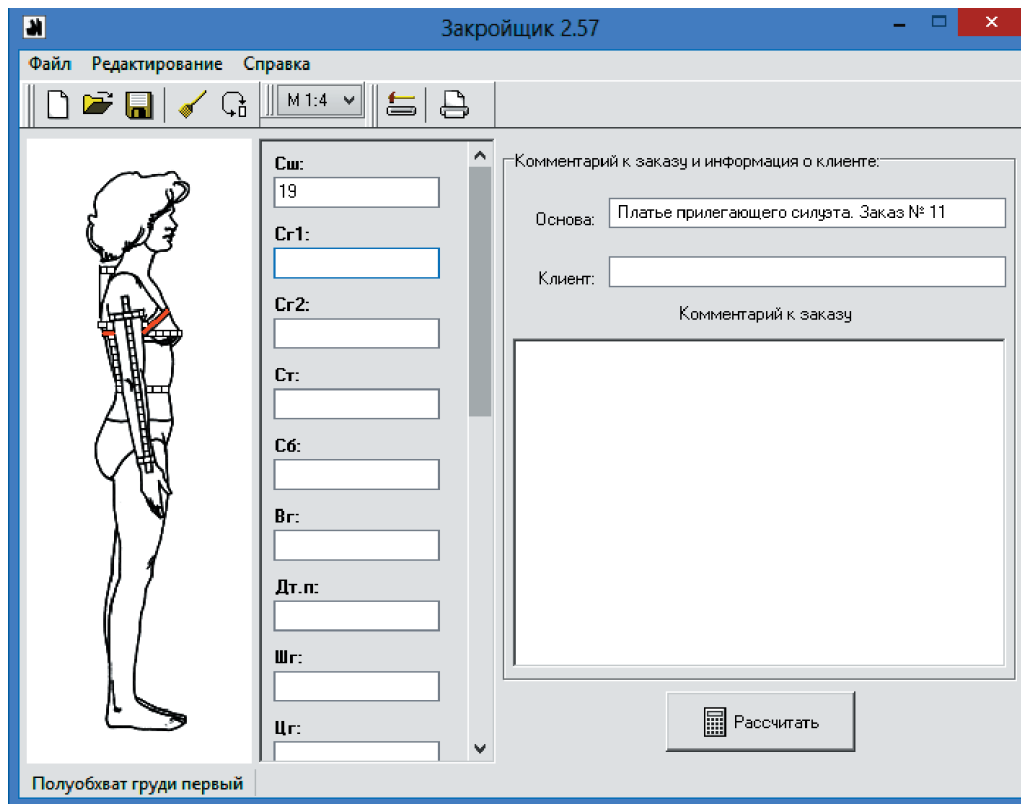 Закройщик 2.57
Файл Редактирование Справка
М 1:4
Сш:
19
Сг1:
Сг2:
Ст:
Сб:
Вг:
Дт.п:
Шг:
Цг:
Комментарий к заказу и информация о клиенте:
Основа: Платье прилегающего силуэта. Заказ № 11
Клиент:
Комментарий к заказу
Рассчитать
Полуобхват груди первый